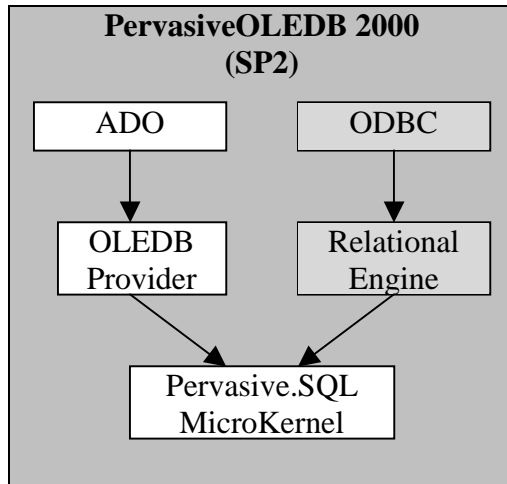 PervasiveOLEDB 2000
(SP2)
ADO
ODBC
OLEDB
Provider
Relational
Engine
Pervasive.SQL
MicroKernel